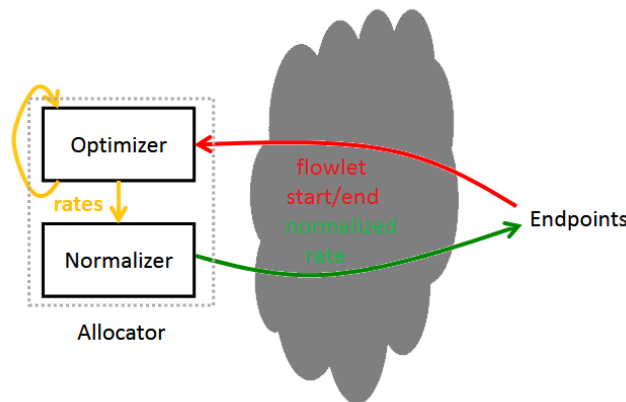 Optimizer
rates
Normalizer
Allocator
flowlet
start/end
normalized
rate
Endpoints